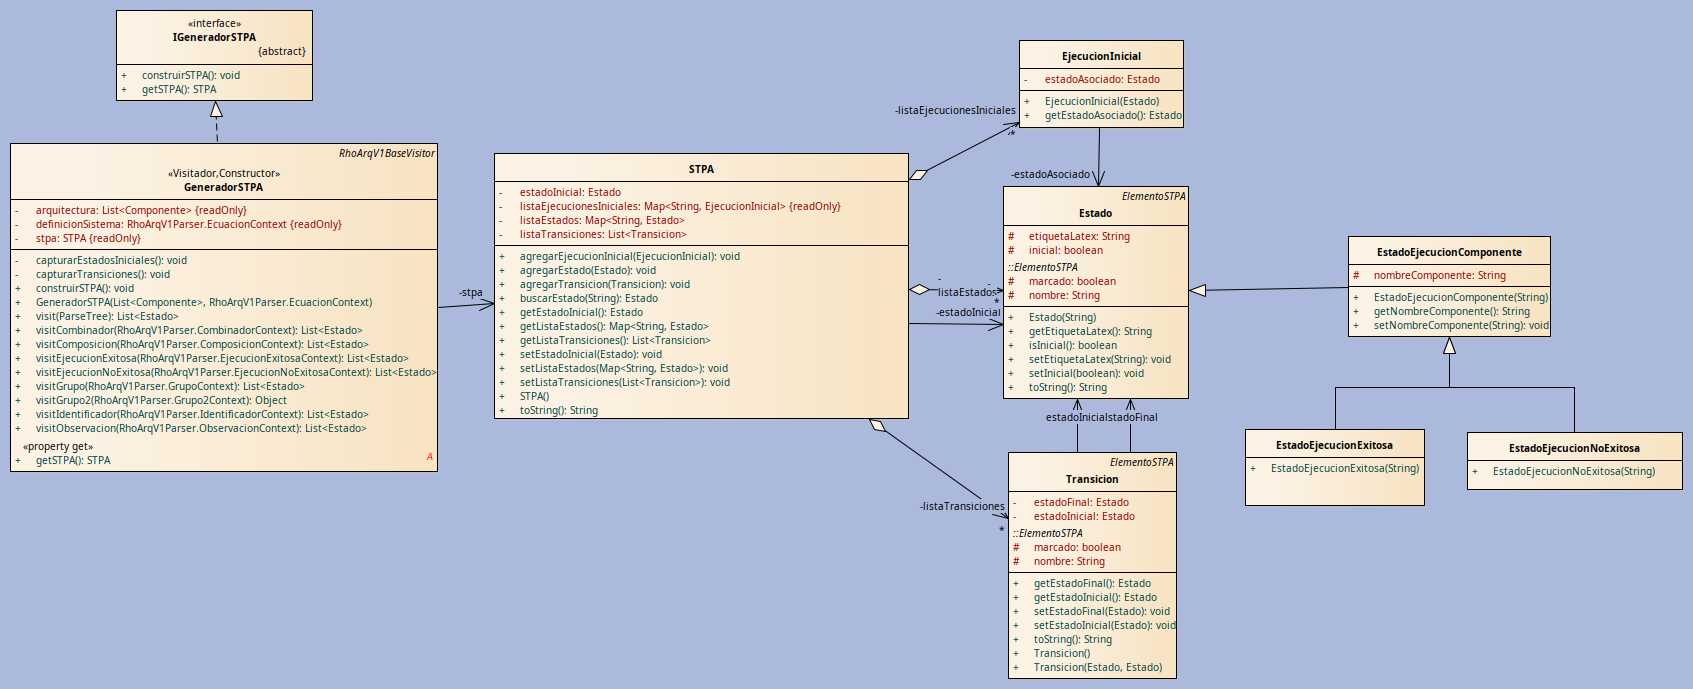 «interface»
IGeneradorSTPA
{abstract}
+ construirSTPA(): void
+ getSTPA(): STPA
RhoArqV1BaseVisitor
«Visitador,Constructor»
GeneradorSTPA
- arquitectura: List<Componente> {readOnly}
- definicionSistema: RhoArqV1Parser.EcuacionContext {readOnly}
- stpa: STPA {readOnly}
- capturarEstadosIniciales(): void
- capturarTransiciones(): void
+ construirSTPA(): void
+ GeneradorSTPA(List<Componente>, RhoArqV1Parser.EcuacionContext)
+ visit(ParseTree): List<Estado>
+ visitCombinador(RhoArqV1Parser.CombinadorContext): List<Estado>
+ visitComposicion(RhoArqV1Parser.ComposicionContext): List<Estado>
+ visitEjecucionExitosa(RhoArqV1Parser.EjecucionExitosaContext): List<Estado>
+ visitEjecucionNoExitosa(RhoArqV1Parser.EjecucionNoExitosaContext): List<Estado>
+ visitGrupo(RhoArqV1Parser.GrupoContext): List<Estado>
+ visitGrupo2(RhoArqV1Parser.Grupo2Context): Object
+ visitIdentificador(RhoArqV1Parser.IdentificadorContext): List<Estado>
+ visitObservacion(RhoArqV1Parser.ObservacionContext): List<Estado>
«property get»
+ getSTPA(): STPA
A
-stpa
STPA
- estadoInicial: Estado
- listaEjecucionesIniciales: Map<String, EjecucionInicial> {readOnly}
- listaEstados: Map<String, Estado>
- listaTransiciones: List<Transicion>
+ agregarEjecucionInicial(EjecucionInicial): void
+ agregarEstado(Estado): void
+ agregarTransicion(Transicion): void
+ buscarEstado(String): Estado
+ getEstadoInicial(): Estado
+ getListaEstados(): Map<String, Estado>
+ getListaTransiciones(): List<Transicion>
+ setEstadoInicial(Estado): void
+ setListaEstados(Map<String, Estado>): void
+ setListaTransiciones(List<Transicion>): void
+ STPA()
+ toString(): String
-listaEjecucionesIniciales
*
-
listaEstados
*
-estadoInicial
-listaTransiciones
*
EjecucionInicial
- estadoAsociado: Estado
+ EjecucionInicial(Estado)
+ getEstadoAsociado(): Estado
-estadoAsociado
ElementoSTPA
Estado
# etiquetaLatex: String
# inicial: boolean
::ElementoSTPA
# marcado: boolean
# nombre: String
+ Estado(String)
+ getEtiquetaLatex(): String
+ isInicial(): boolean
+ setEtiquetaLatex(String): void
+ setInicial(boolean): void
+ toString(): String
estadoInicialstadoFinal
ElementoSTPA
Transicion
- estadoFinal: Estado
- estadoInicial: Estado
::ElementoSTPA
# marcado: boolean
# nombre: String
+ getEstadoFinal(): Estado
+ getEstadoInicial(): Estado
+ setEstadoFinal(Estado): void
+ setEstadoInicial(Estado): void
+ toString(): String
+ Transicion()
+ Transicion(Estado, Estado)
EstadoEjecucionComponente
# nombreComponente: String
+ EstadoEjecucionComponente(String)
+ getNombreComponente(): String
+ setNombreComponente(String): void
EstadoEjecucionExitosa
+ EstadoEjecucionExitosa(String)
EstadoEjecucionNoExitosa
+ EstadoEjecucionNoExitosa(String)